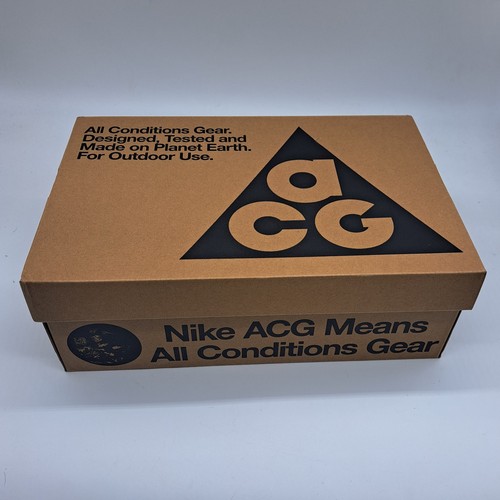 All Conditions Gear.
Designed, Tested and
Made on Planet Earth.
For Outdoor Use.
a
CG
Nike ACG Means
All Conditions Gear